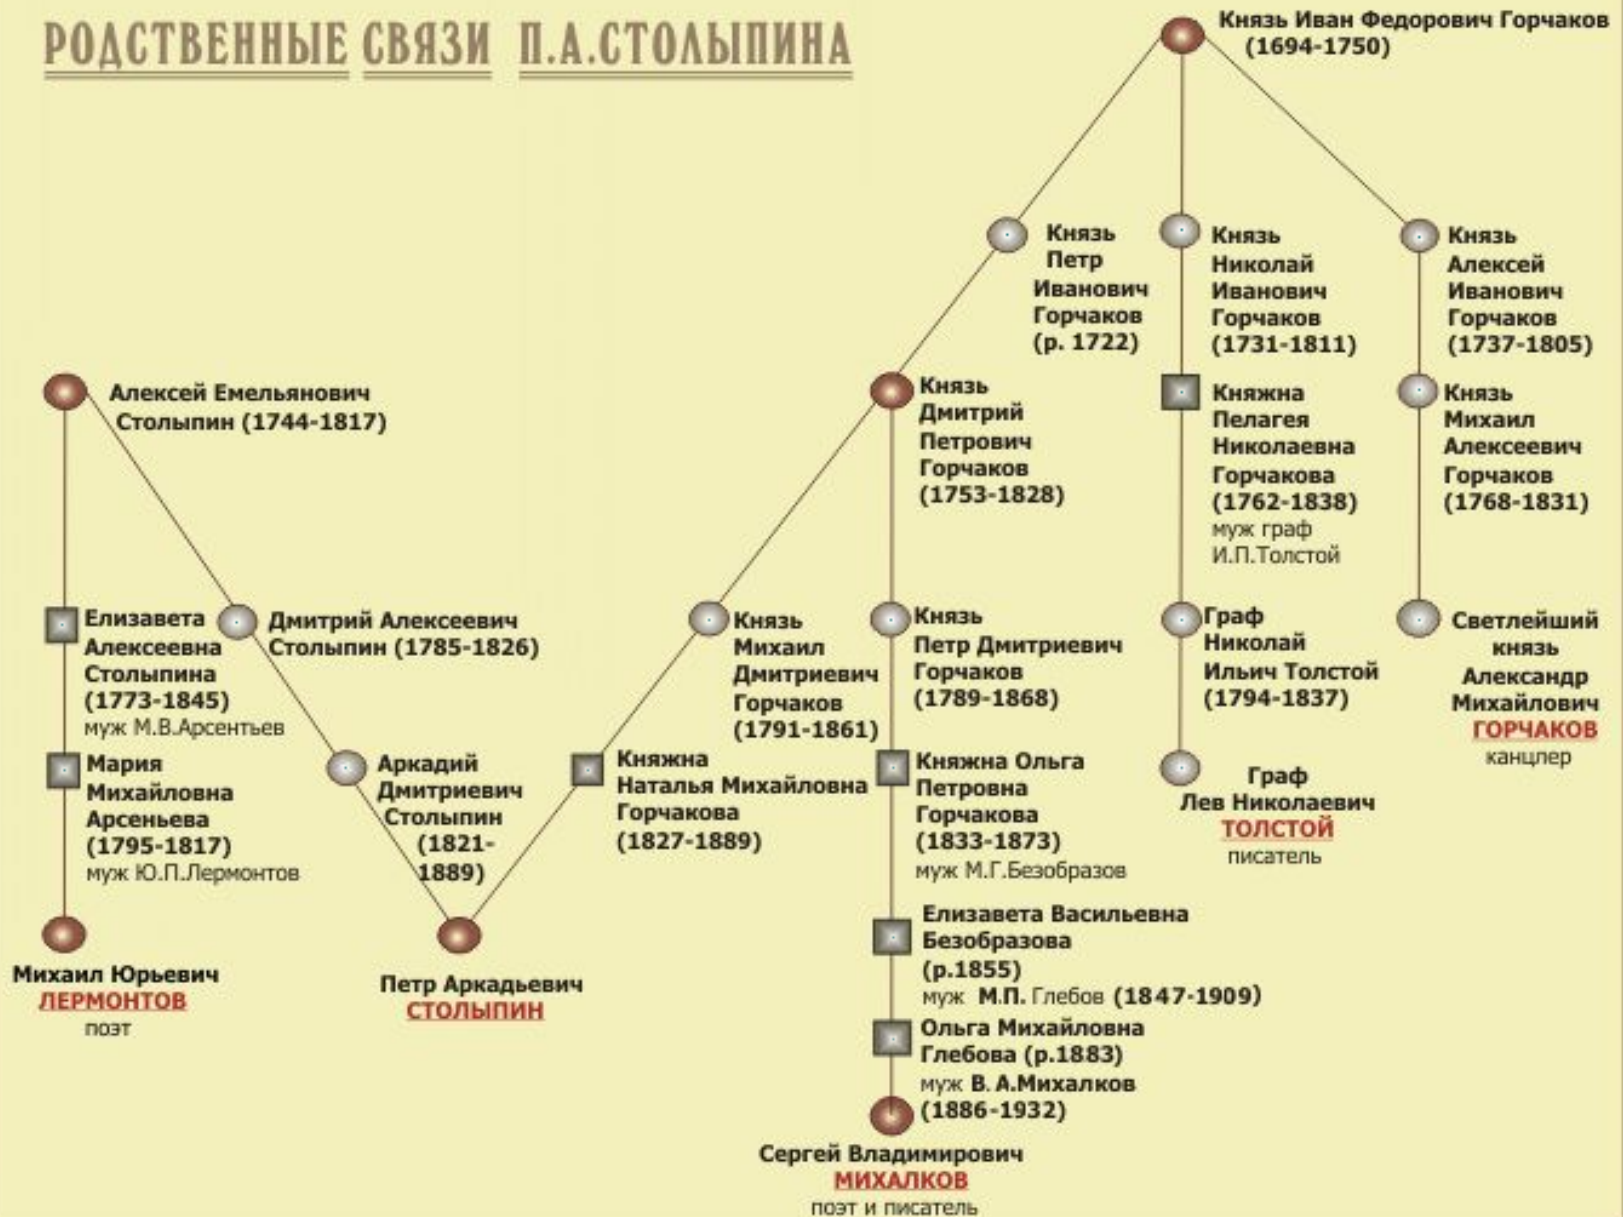 РОДСТВЕННЫЕ СВЯЗИ П.А.СТОЛЫПИНА
Князь Иван Федорович Горчаков
(1694-1750)
Князь
Петр
Иванович
Горчаков
(р. 1722)
Князь
Николай
Иванович
Горчаков
(1731-1811)
Князь
Алексей
Иванович
Горчаков
(1737-1805)
Алексей Емельянович
Столыпин (1744-1817)
Князь
Дмитрий
Петрович
Горчаков
(1753-1828)
Княжна
Пелагея
Николаевна
Горчакова
(1762-1838)
муж граф
И.П.Толстой
Князь
Михаил
Алексеевич
Горчаков
(1768-1831)
Елизавета
Алексеевна
Столыпина
(1773-1845)
муж М.В.Арсентьев
Дмитрий Алексеевич
Столыпин (1785-1826)
Князь
Михаил
Дмитриевич
Горчаков
(1791-1861)
Князь
Петр Дмитриевич
Горчаков
(1789-1868)
Граф
Николай
Ильич Толстой
(1794-1837)
Светлейший
князь
Александр
Михайлович
ГОРЧАКОВ
канцлер
Мария
Михайловна
Арсеньева
(1795-1817)
муж Ю.П.Лермонтов
Аркадий
Дмитриевич
Столыпин
(1821-
1889)
Княжна
Наталья Михайловна
Горчакова
(1827-1889)
Княжна Ольга
Петровна
Горчакова
(1833-1873)
муж М.Г.Безобразов
Граф
Лев Николаевич
ТОЛСТОЙ
писатель
Михаил Юрьевич
ЛЕРМОНТОВ
поэт
Петр Аркадьевич
СТОЛЫПИН
Елизавета Васильевна
Безобразова
(р.1855)
муж М.П. Глебов (1847-1909)
Ольга Михайловна
Глебова (р.1883)
муж В. А.Михалков
(1886-1932)
Сергей Владимирович
МИХАЛКОВ
поэт и писатель